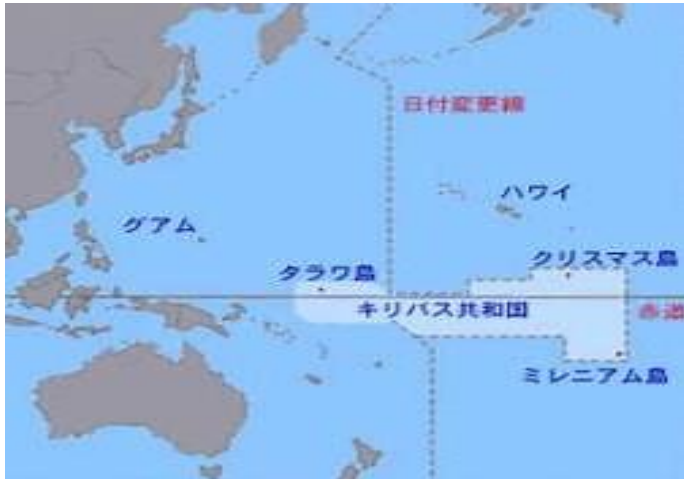 日付変更線
ハワイ
グアム
クリスマス島
タラワ島
キリバス共和国
赤道
ミレニアム島